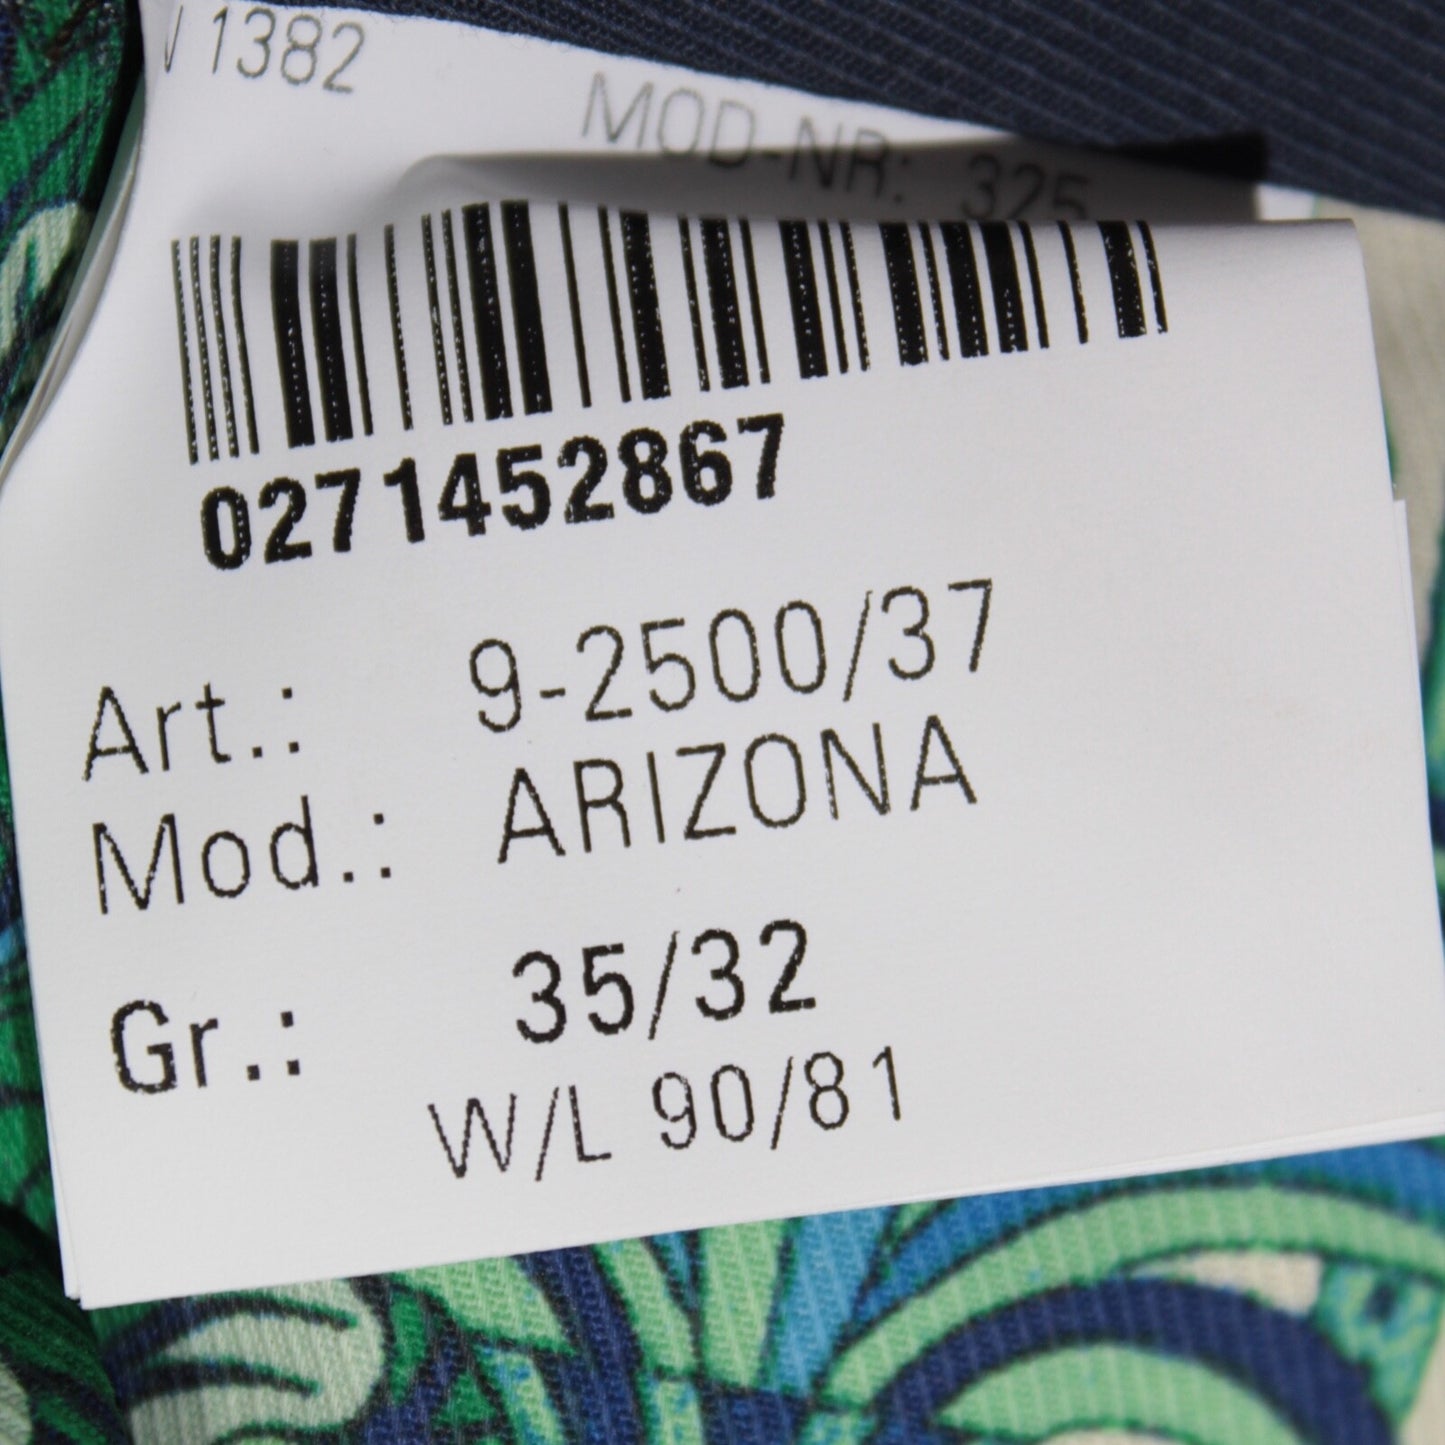 1382
MOD-NR: 325
0271452867
Art.: 9-2500/37
Mod.: ARIZONA
Gr.: 35/32
W/L 90/81